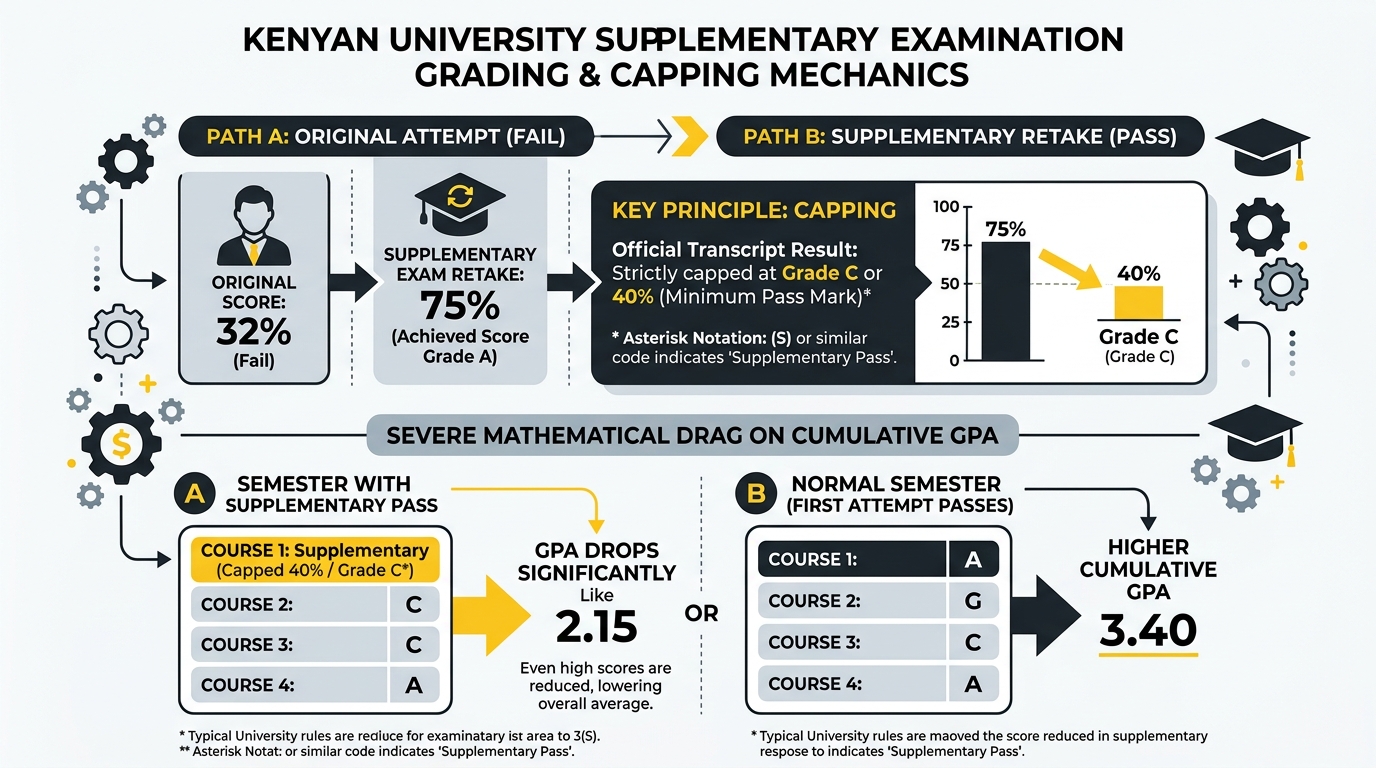 KENYAN UNIVERSITY SUPPLEMENTARY EXAMINATION
GRADING & CAPPING MECHANICS
PATH A: ORIGINAL ATTEMPT (FAIL)
PATH B: SUPPLEMENTARY RETAKE (PASS)
ORIGINAL
SCORE:
32%
(Fail)
SUPPLEMENTARY
EXAM RETAKE:
75%
(Achieved Score
Grade A)
KEY PRINCIPLE: CAPPING
Official Transcript Result:
Strictly capped at Grade C or
40% (Minimum Pass Mark)*
* Asterisk Notation: (S) or similar
code indicates 'Supplementary Pass'.
100
75
50
25
0
75%
40%
Grade C
(Grade C)
$
SEVERE MATHEMATICAL DRAG ON CUMULATIVE GPA
A
SEMESTER WITH
SUPPLEMENTARY PASS
COURSE 1: Supplementary
(Capped 40% / Grade C*)
COURSE 2: C
COURSE 3: C
COURSE 4: A
GPA DROPS
SIGNIFICANTLY
Like
2.15
Even high scores are
reduced, lowering
overall average.
OR
B
NORMAL SEMESTER
(FIRST ATTEMPT PASSES)
COURSE 1: A
COURSE 2: G
COURSE 3: C
COURSE 4: A
HIGHER
CUMULATIVE
GPA
3.40
* Typical University rules are for examinatary ist area to 3(S).
** Asterisk Notat: or similar code indicates 'Supplementary Pass'.
* Typical University rules are maoved the score reduced in supplementary
respose to indicates 'Supplementary Pass'.